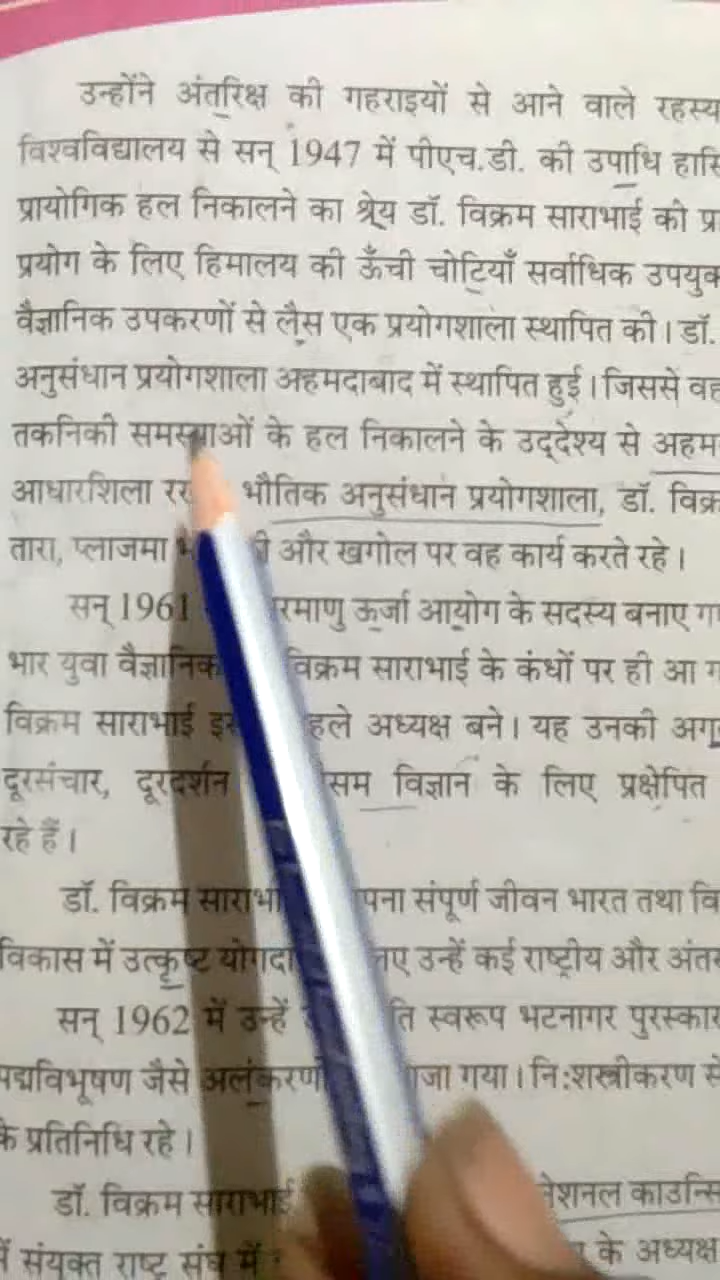 उन्होंने अंतरिक्ष की गहराइयों से आने वाले रहस्य
विश्वविद्यालय से सन् 1947 में पीएच.डी. की उपाधि हासि
प्रायोगिक हल निकालने का श्रेय डॉ. विक्रम साराभाई की प्र
प्रयोग के लिए हिमालय की ऊँची चोटियाँ सर्वाधिक उपयुक
वैज्ञानिक उपकरणों से लैस एक प्रयोगशाला स्थापित की। डॉ.
अनुसंधान प्रयोगशाला अहमदाबाद में स्थापित हुई। जिससे वह
तकनिकी समस्याओं के हल निकालने के उद्देश्य से अहम
आधारशिला भौतिक अनुसंधान प्रयोगशाला, डॉ. विक्र
तारा, प्लाजमा और खगोल पर वह कार्य करते रहे।
सन् 1961 रमाणु ऊर्जा आयोग के सदस्य बनाए ग
भार युवा वैज्ञानिक विक्रम साराभाई के कंधों पर ही आ ग
विक्रम साराभाई हले अध्यक्ष बने। यह उनकी अगु
दूरसंचार, दूरदर्शन सम विज्ञान के लिए प्रक्षेपित
रहे हैं।
डॉ. विक्रम साराभा पना संपूर्ण जीवन भारत तथा वि
विकास में उत्कृष्ट योगदा लिए उन्हें कई राष्ट्रीय और अंतर
सन् 1962 में उन्हें ति स्वरूप भटनागर पुरस्कार
पद्मविभूषण जैसे अलंकरणो जा गया। नि:शस्त्रीकरण से
के प्रतिनिधि रहे।
डॉ. विक्रम साराभाई नेशनल काउन्सि
में संयुक्त राष्ट्र संघ में के अध्यक्ष